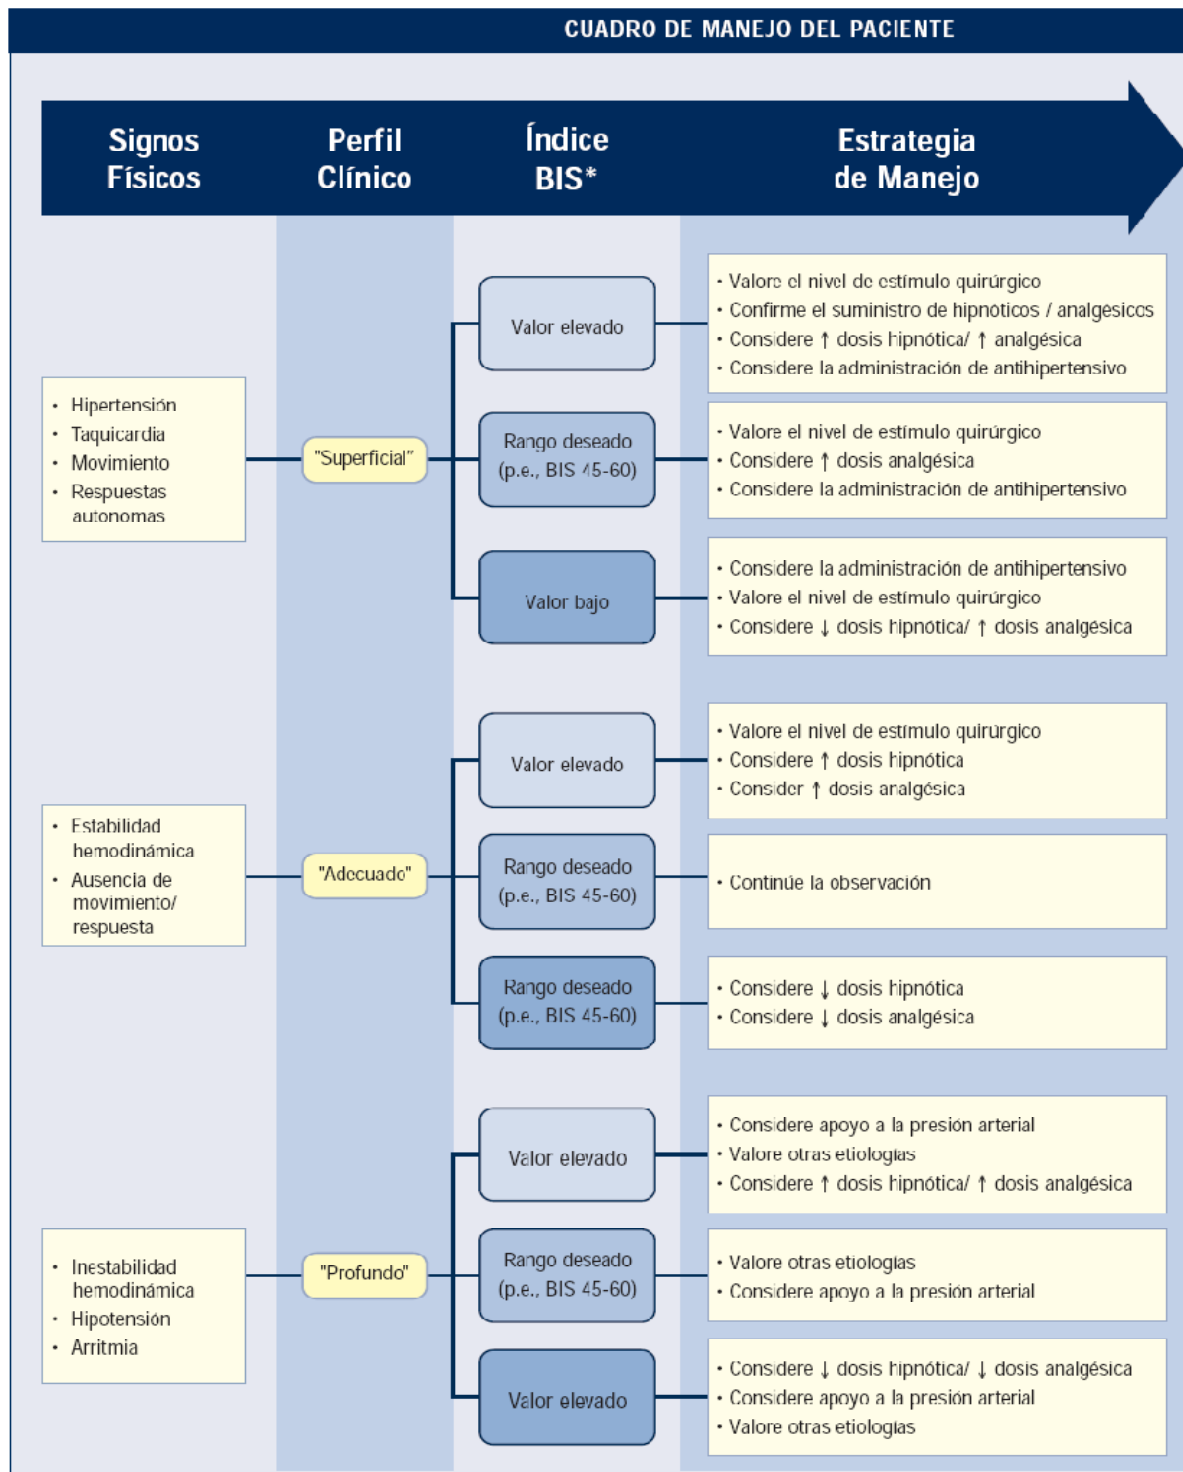 CUADRO DE MANEJO DEL PACIENTE
Signos
Físicos
Perfil
Clínico
Índice
BIS*
Estrategia
de Manejo
• Hipertensión
• Taquicardia
• Movimiento
• Respuestas
autonomas
"Superficial"
Valor elevado
• Valore el nivel de estímulo quirúrgico
• Confirme el suministro de hipnóticos / analgésicos
• Considere ↑ dosis hipnótica/ ↑ analgésica
• Considere la administración de antihipertensivo
Rango deseado
(p.e., BIS 45-60)
• Valore el nivel de estímulo quirúrgico
• Considere ↑ dosis analgésica
• Considere la administración de antihipertensivo
Valor bajo
• Considere la administración de antihipertensivo
• Valore el nivel de estímulo quirúrgico
• Considere ↓ dosis hipnótica/ ↑ dosis analgésica
• Estabilidad
hemodinámica
• Ausencia de
movimiento/
respuesta
"Adecuado"
Valor elevado
• Valore el nivel de estímulo quirúrgico
• Considere ↑ dosis hipnótica
• Consider ↑ dosis analgésica
Rango deseado
(p.e., BIS 45-60)
• Continúe la observación
Rango deseado
(p.e., BIS 45-60)
• Considere ↓ dosis hipnótica
• Considere ↓ dosis analgésica
• Inestabilidad
hemodinámica
• Hipotensión
• Arritmia
"Profundo"
Valor elevado
• Considere apoyo a la presión arterial
• Valore otras etiologías
• Considere ↑ dosis hipnótica/ ↑ dosis analgésica
Rango deseado
(p.e., BIS 45-60)
• Valore otras etiologías
• Considere apoyo a la presión arterial
Valor elevado
• Considere ↓ dosis hipnótica/ ↓ dosis analgésica
• Considere apoyo a la presión arterial
• Valore otras etiologías